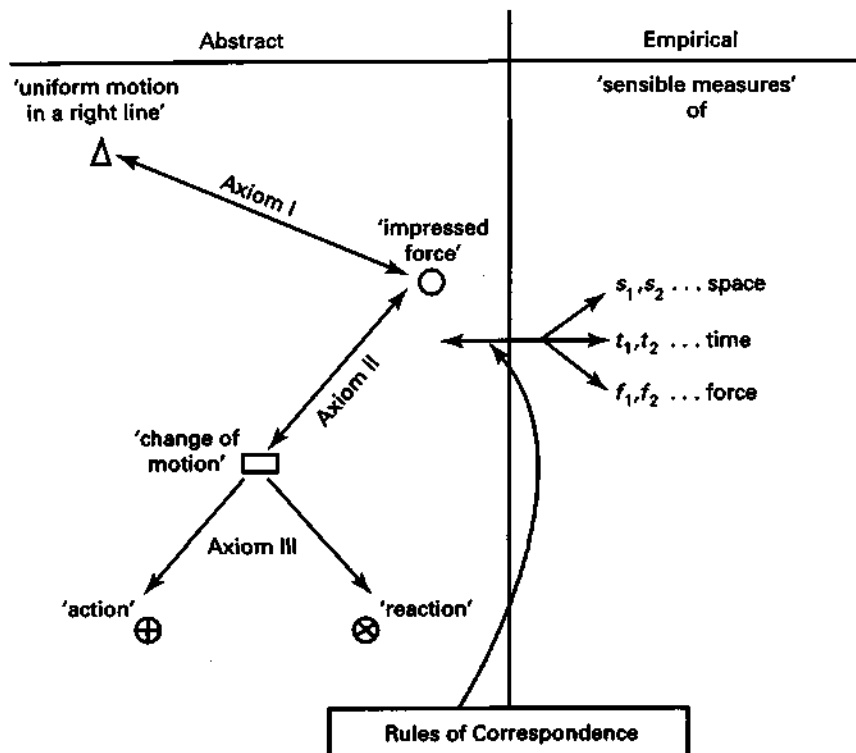 Abstract
Empirical
'uniform motion
in a right line'
'sensible measures'
of
Axiom I
'impressed
force'
s₁, s₂ . . . space
t₁, t₂ . . . time
f₁, f₂ . . . force
Axiom II
'change of
motion'
Axiom III
'action'
'reaction'
Rules of Correspondence